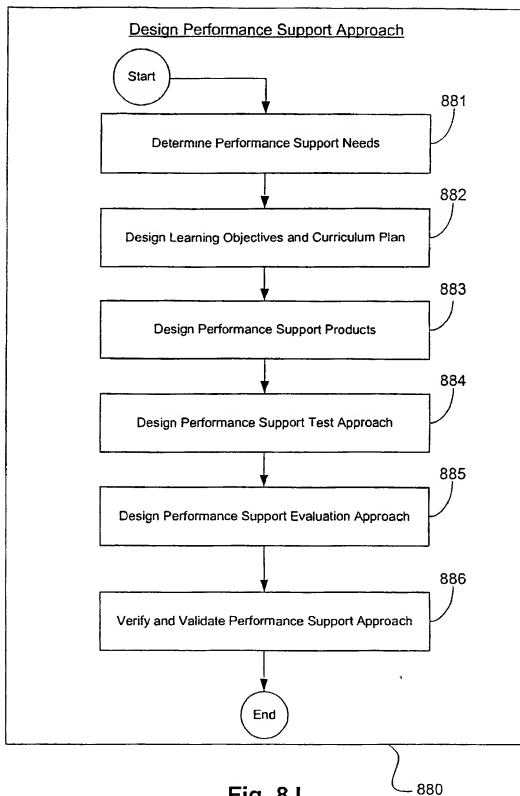 Design Performance Support Approach
Start
881
Determine Performance Support Needs
882
Design Learning Objectives and Curriculum Plan
883
Design Performance Support Products
884
Design Performance Support Test Approach
885
Design Performance Support Evaluation Approach
886
Verify and Validate Performance Support Approach
End
880